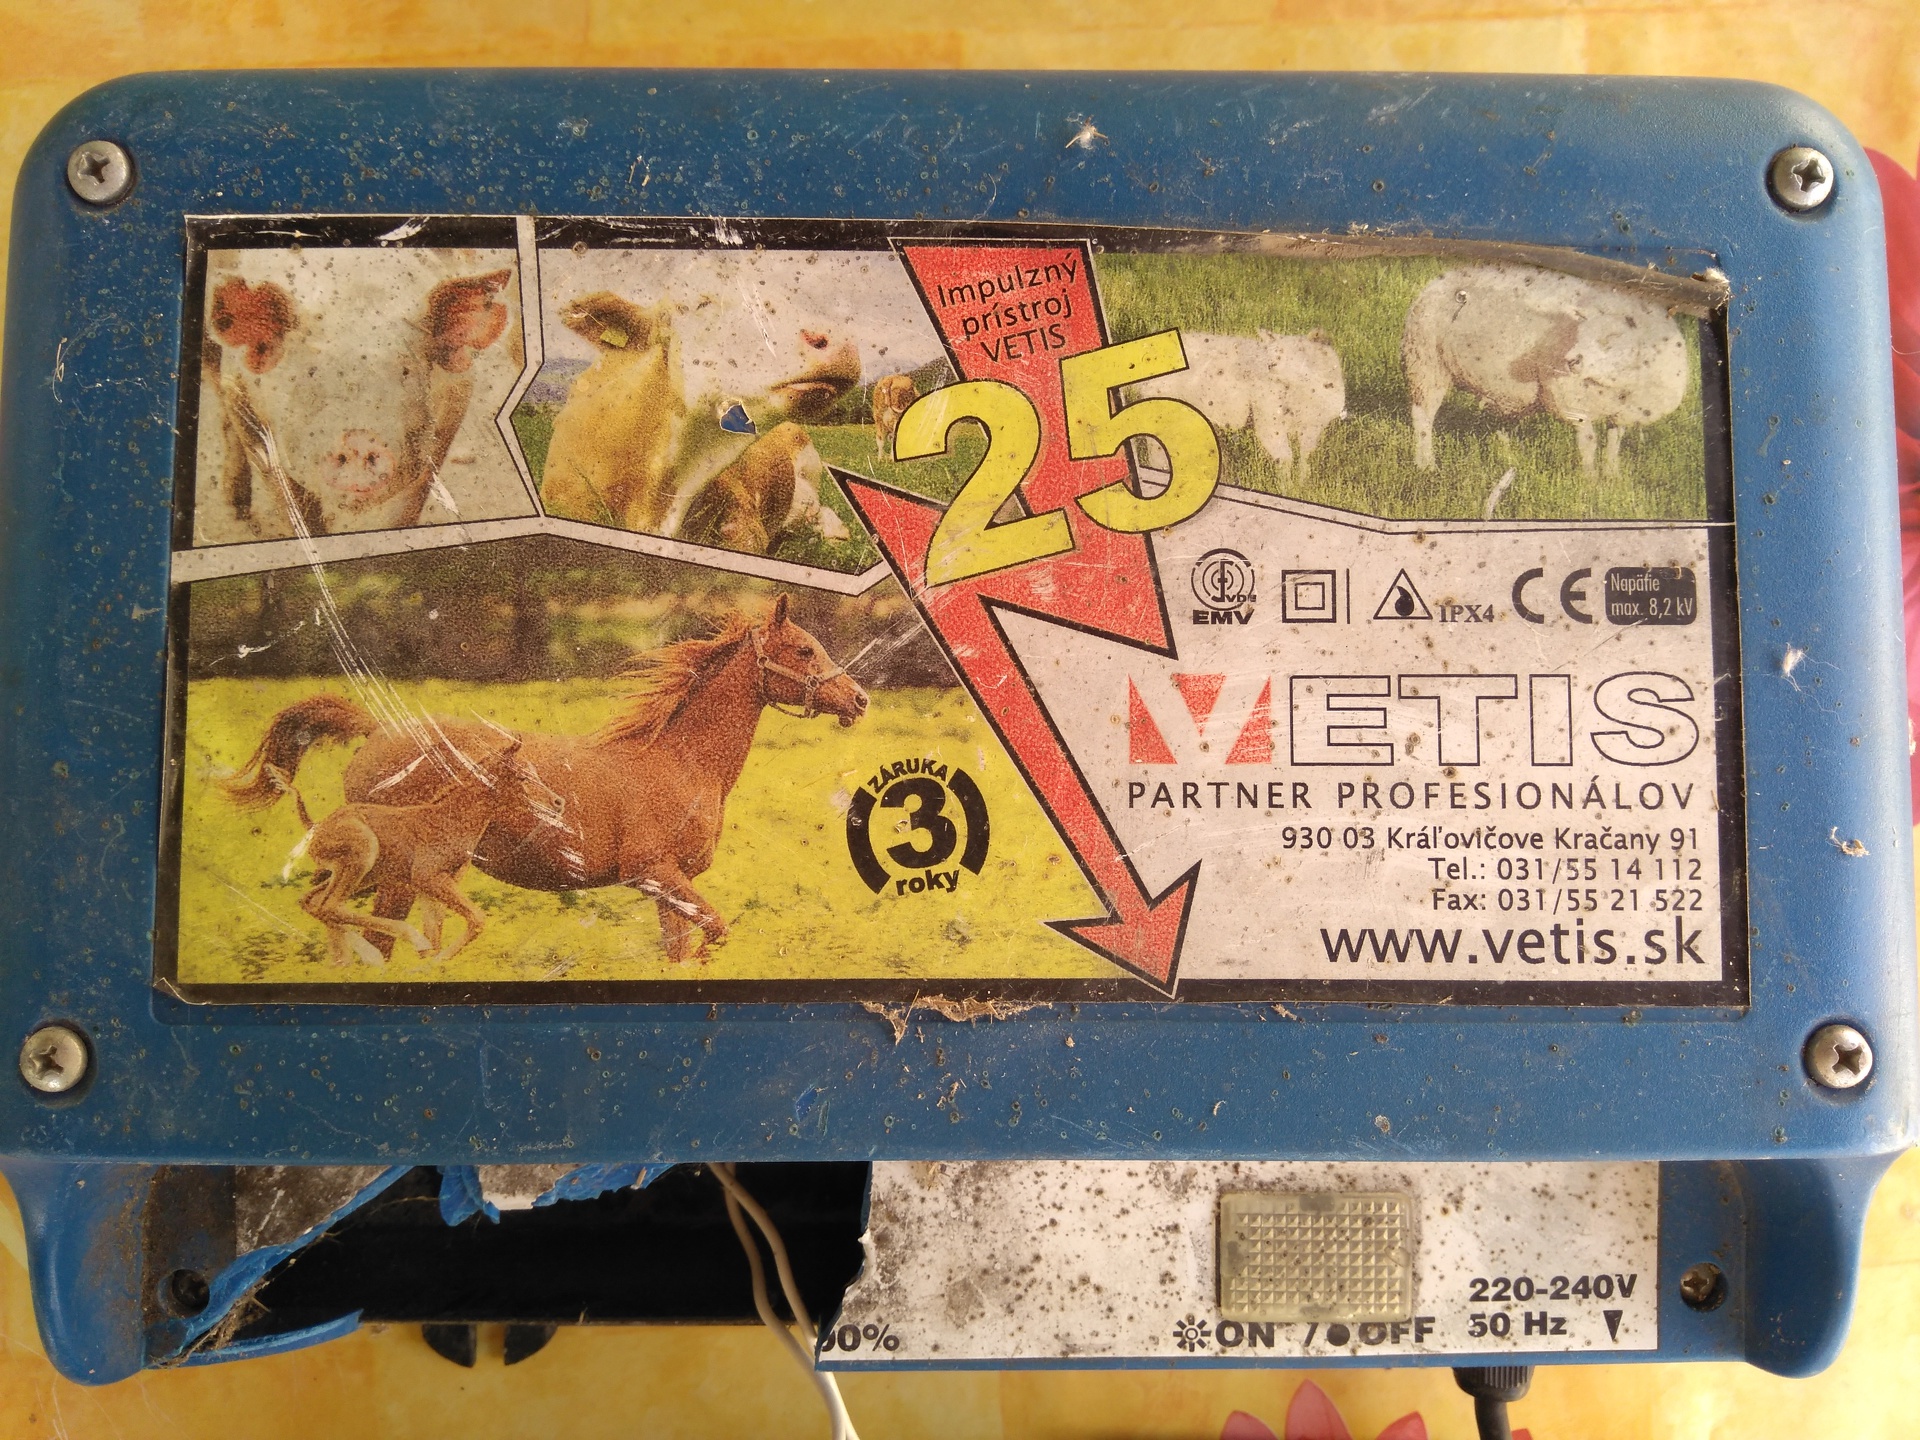 Impulzný
prístroj
VETIS
25
VDE
EMV
IPX4
CE
Napäťie
max. 8,2 kV
VETIS
PARTNER PROFESIONÁLOV
930 03 Kráľovičove Kračany 91
Tel.: 031/55 14 112
Fax: 031/55 21 522
www.vetis.sk
ZÁRUKA
3
roky
220-240V
50 Hz
ON / OFF